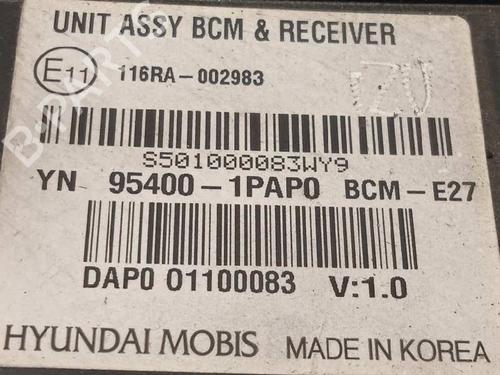 UNIT ASSY BCM & RECEIVER
E11 116RA-002983
S501000083WY9
YN 95400-1PAP0 BCM-E27
DAP0 01100083 V:1.0
HYUNDAI MOBIS MADE IN KOREA
B-PARTS